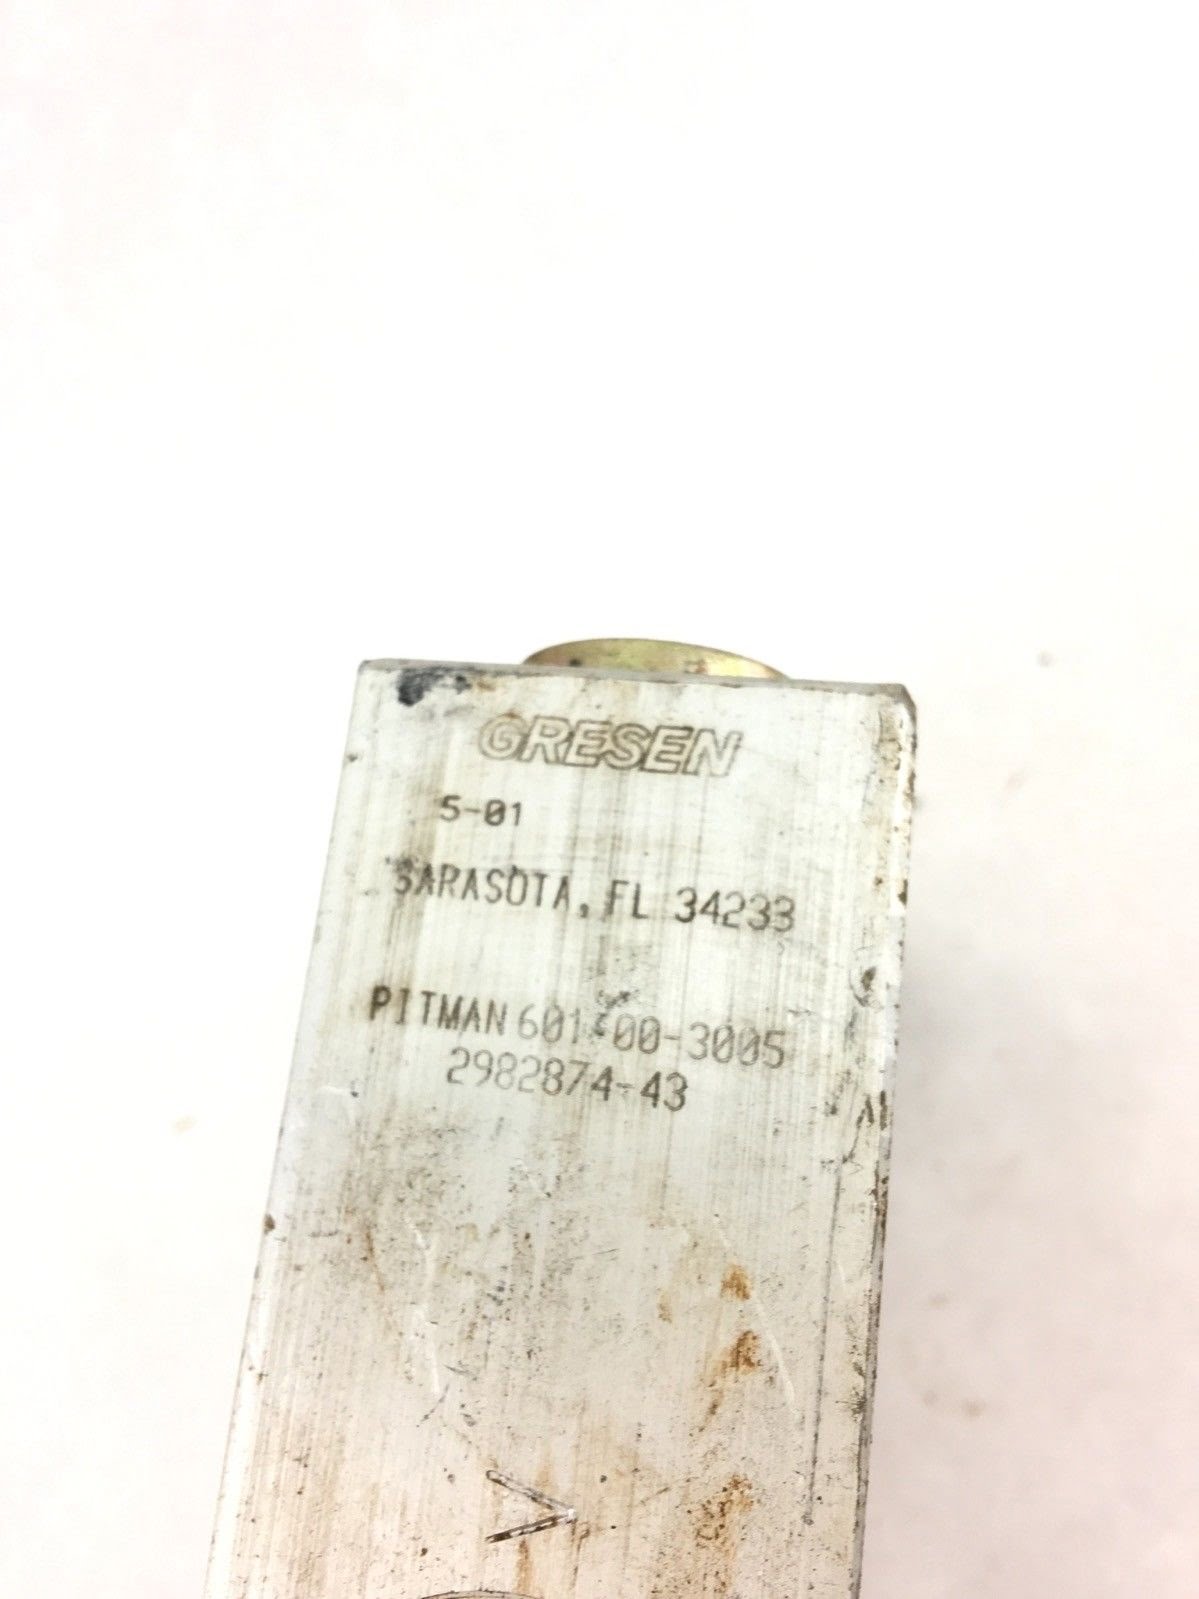 GRESEN
5-01
SARASOTA, FL 34233
PITMAN 601-00-3005
2982874-43
V